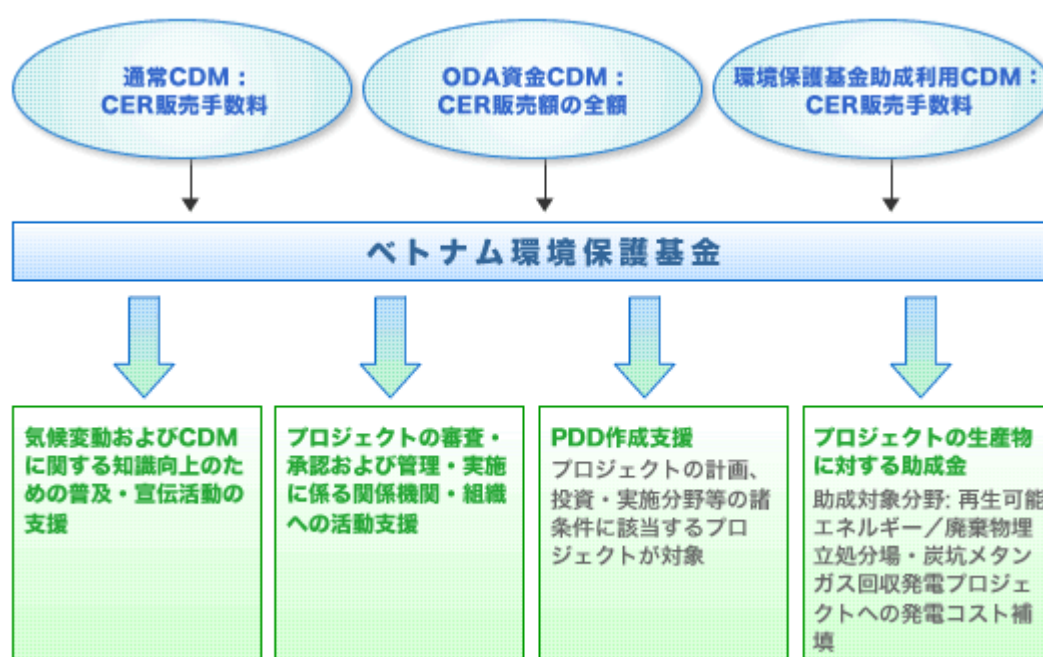 通常CDM：
CER販売手数料
ODA資金CDM：
CER販売額の全額
環境保護基金助成利用CDM：
CER販売手数料
ベトナム環境保護基金
気候変動およびCDM
に関する知識向上のた
めの普及・宣伝活動の
支援
プロジェクトの審査・
承認および管理・実施
に係る関係機関・組織
への活動支援
PDD作成支援
プロジェクトの計画、
投資・実施分野等の諸
条件に該当するプロ
ジェクトが対象
プロジェクトの生産物
に対する助成金
助成対象分野: 再生可能
エネルギー／廃棄物埋
立処分場・炭坑メタン
ガス回収発電プロジェ
クトへの発電コスト補
填